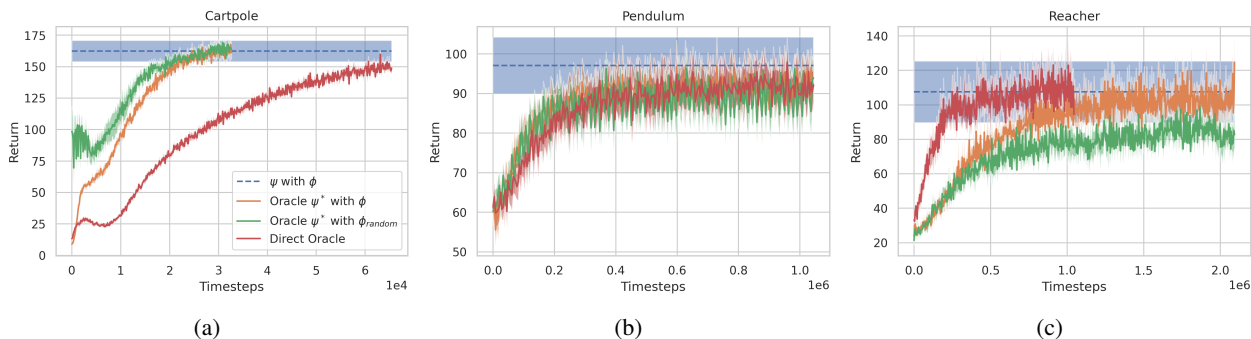 Cartpole
175
150
125
100
75
50
25
0
Return
0
1
2
3
4
5
6
1e4
Timesteps
ψ with ϕ
Oracle ψ* with ϕ
Oracle ψ* with ϕ_random
Direct Oracle
(a)
Pendulum
100
90
80
70
60
50
Return
0.0
0.2
0.4
0.6
0.8
1.0
1e6
Timesteps
(b)
Reacher
140
120
100
80
60
40
20
Return
0.0
0.5
1.0
1.5
2.0
1e6
Timesteps
(c)